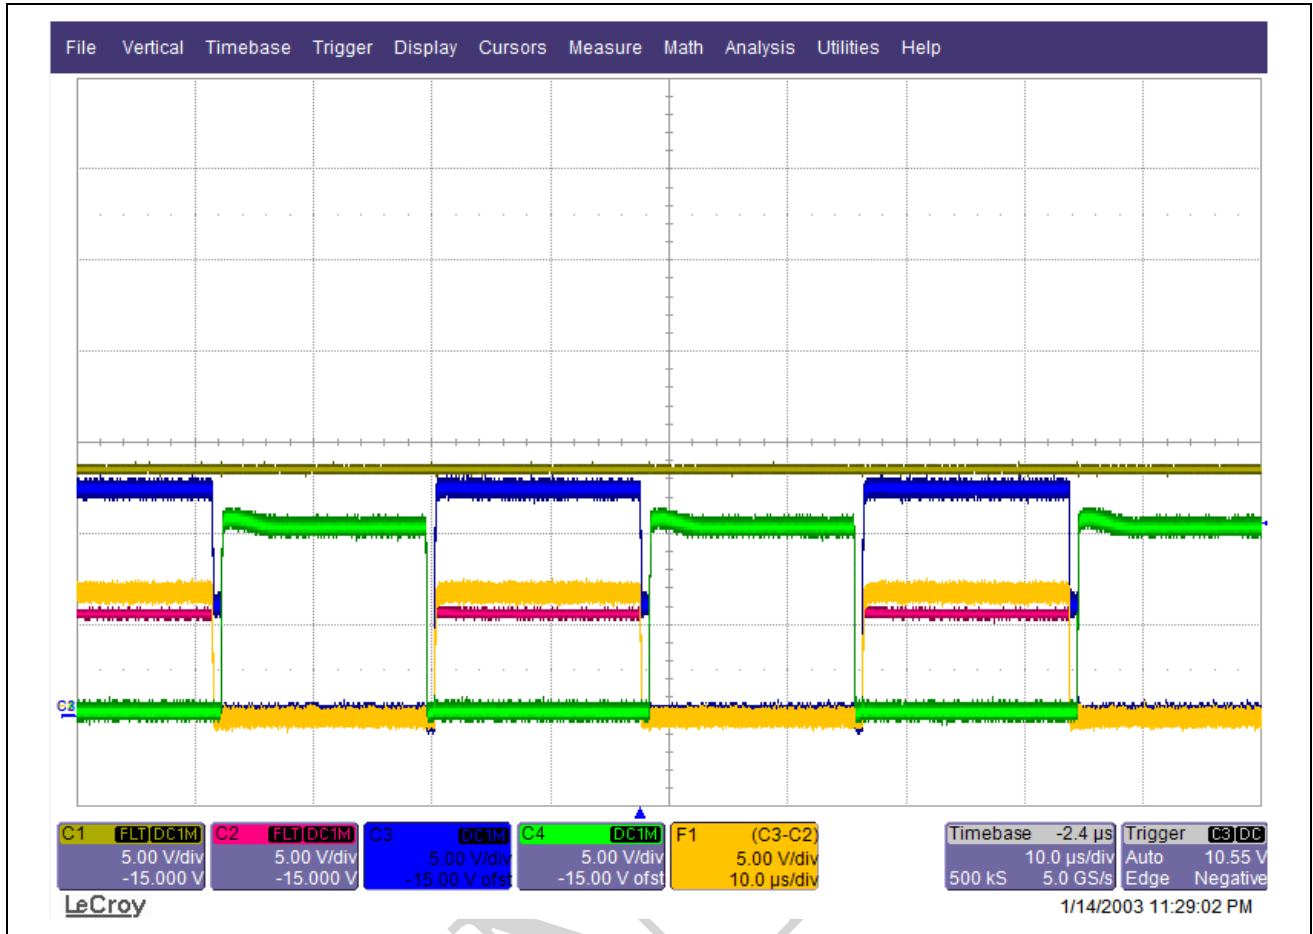 File Vertical Timebase Trigger Display Cursors Measure Math Analysis Utilities Help
C3
C1 FLT DC1M C2 FLT DC1M C3 DC1M C4 DC1M F1 (C3-C2) Timebase -2.4 µs Trigger C3 DC
5.00 V/div 5.00 V/div 5.00 V/div 5.00 V/div 5.00 V/div 10.0 µs/div Auto 10.55 V
-15.000 V -15.000 V -15.00 V ofst -15.00 V ofst 10.0 µs/div 500 kS 5.0 GS/s Edge Negative
LeCroy 1/14/2003 11:29:02 PM